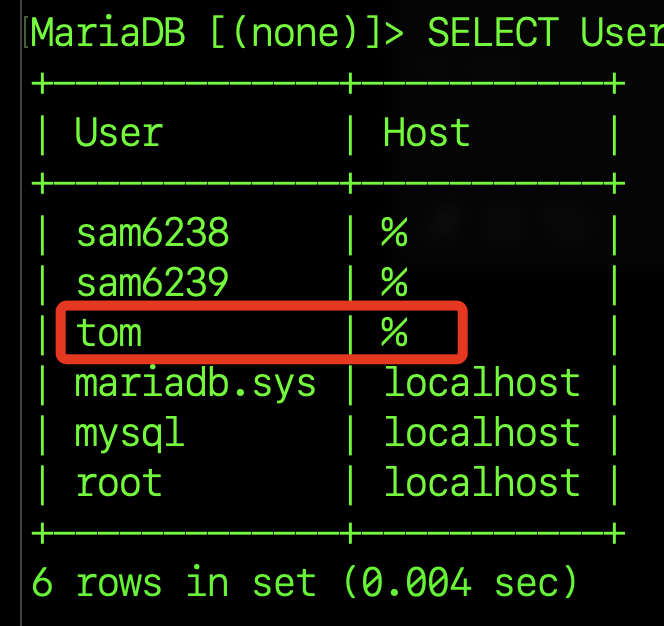 MariaDB [(none)]> SELECT User
+---------------+------------+
| User | Host |
+---------------+------------+
| sam6238 | % |
| sam6239 | % |
| tom | % |
| mariadb.sys | localhost |
| mysql | localhost |
| root | localhost |
+---------------+------------+
6 rows in set (0.004 sec)